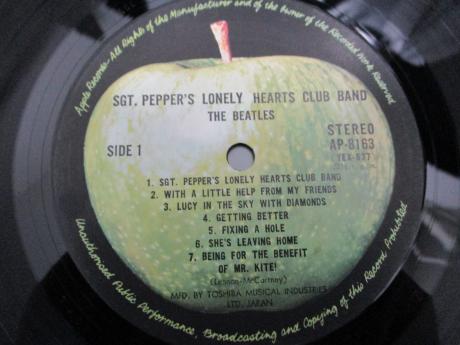 Apple Records—All Rights of the Manufacturer and of the Owner of the Recorded Work Reserved
SGT. PEPPER'S LONELY HEARTS CLUB BAND
THE BEATLES
STEREO
SIDE 1
AP-8163
YEX-637
1. SGT. PEPPER'S LONELY HEARTS CLUB BAND
2. WITH A LITTLE HELP FROM MY FRIENDS
3. LUCY IN THE SKY WITH DIAMONDS
4. GETTING BETTER
5. FIXING A HOLE
6. SHE'S LEAVING HOME
7. BEING FOR THE BENEFIT
OF MR. KITE!
(Lennon-McCartney)
MFD. BY TOSHIBA MUSICAL INDUSTRIES
LTD. JAPAN
Unauthorised Public Performance, Broadcasting and Copying of this Record Prohibited